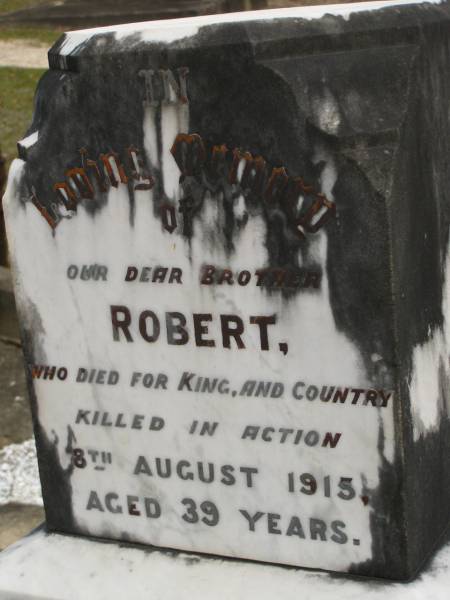 IN
Loving Memory
of
OUR DEAR BROTHER
ROBERT,
WHO DIED FOR KING, AND COUNTRY
KILLED IN ACTION
8TH AUGUST 1915,
AGED 39 YEARS.